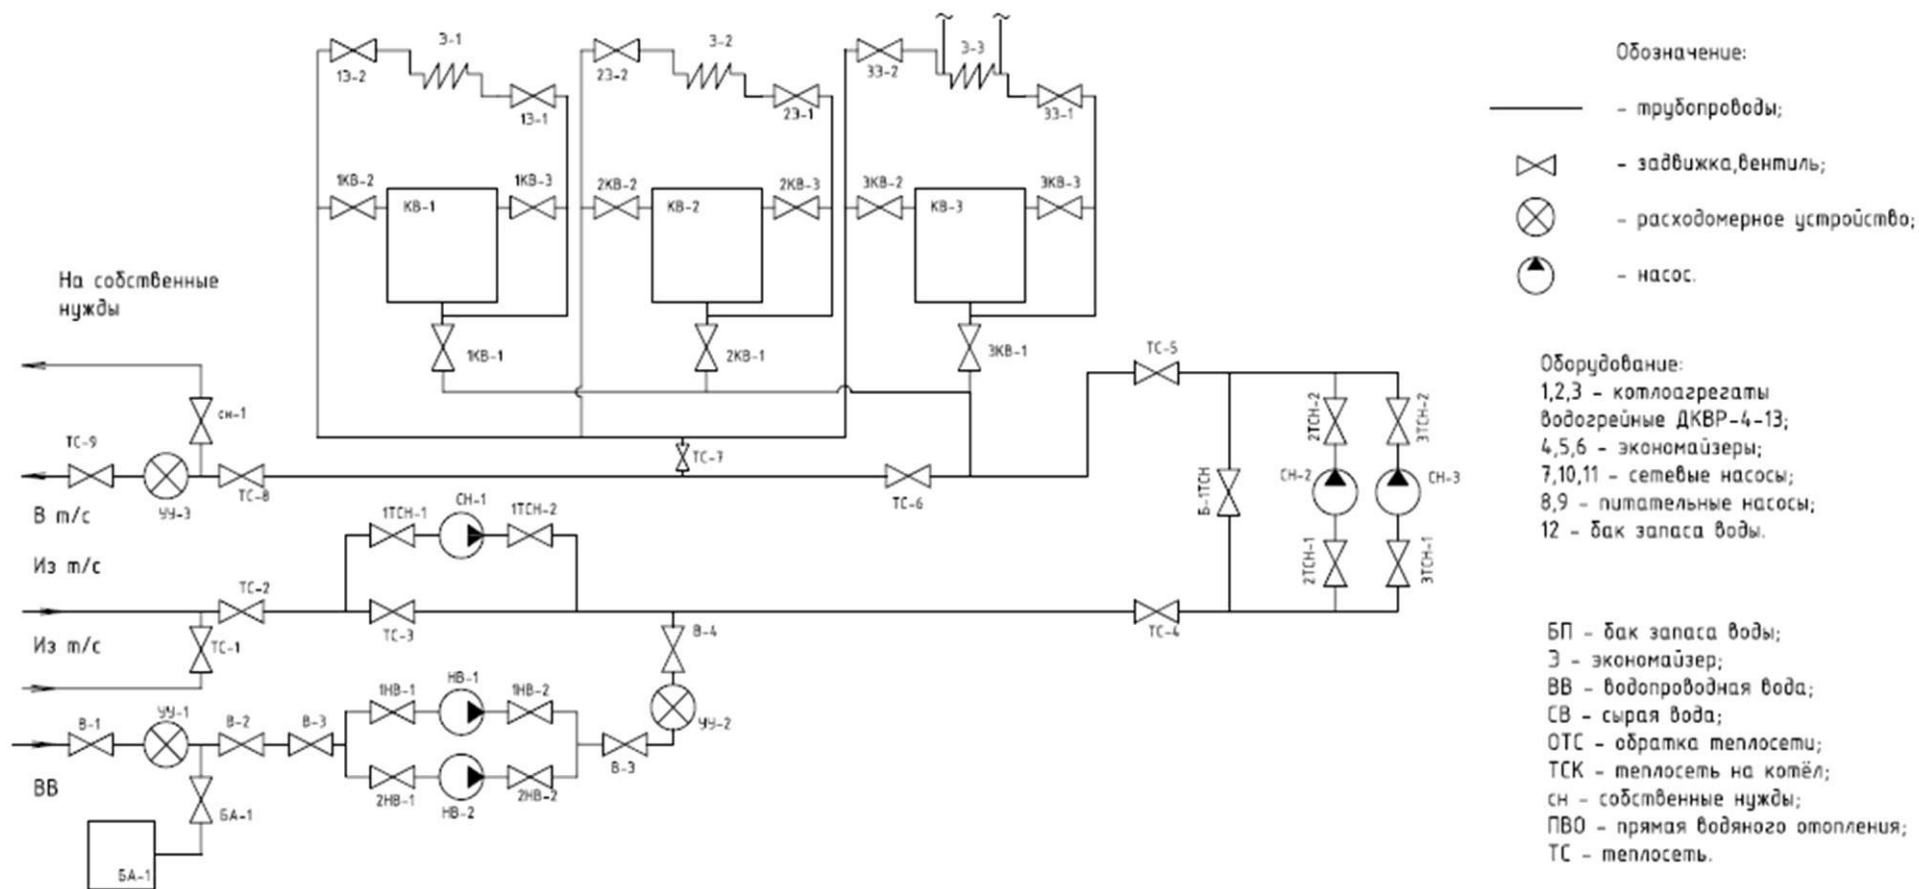 Э-1
Э-2
Э-3
1Э-2
1Э-1
2Э-2
2Э-1
3Э-2
3Э-1
1КВ-2
КВ-1
1КВ-3
2КВ-2
КВ-2
2КВ-3
3КВ-2
КВ-3
3КВ-3
1КВ-1
2КВ-1
3КВ-1
На собственные
нужды
сн-1
ТС-9
УУ-3
ТС-8
ТС-7
ТС-6
ТС-5
В т/с
Из т/с
1ТСН-1
СН-1
1ТСН-2
ТС-2
ТС-3
ТС-1
Из т/с
ТС-4
Б-1ТСН
2ТСН-2
СН-2
2ТСН-1
3ТСН-2
СН-3
3ТСН-1
В-4
УУ-2
В-1
УУ-1
В-2
В-3
1НВ-1
НВ-1
1НВ-2
2НВ-1
НВ-2
2НВ-2
В-3
ВВ
БА-1
БА-1
Обозначение:
- трубопроводы;
- задвижка,вентиль;
- расходомерное устройство;
- насос.
Оборудование:
1,2,3 - котлоагрегаты
водогрейные ДКВР-4-13;
4,5,6 - экономайзеры;
7,10,11 - сетевые насосы;
8,9 - питательные насосы;
12 - бак запаса воды.
БП - бак запаса воды;
Э - экономайзер;
ВВ - водопроводная вода;
СВ - сырая вода;
ОТС - обратка теплосети;
ТСК - теплосеть на котёл;
сн - собственные нужды;
ПВО - прямая водяного отопления;
ТС - теплосеть.